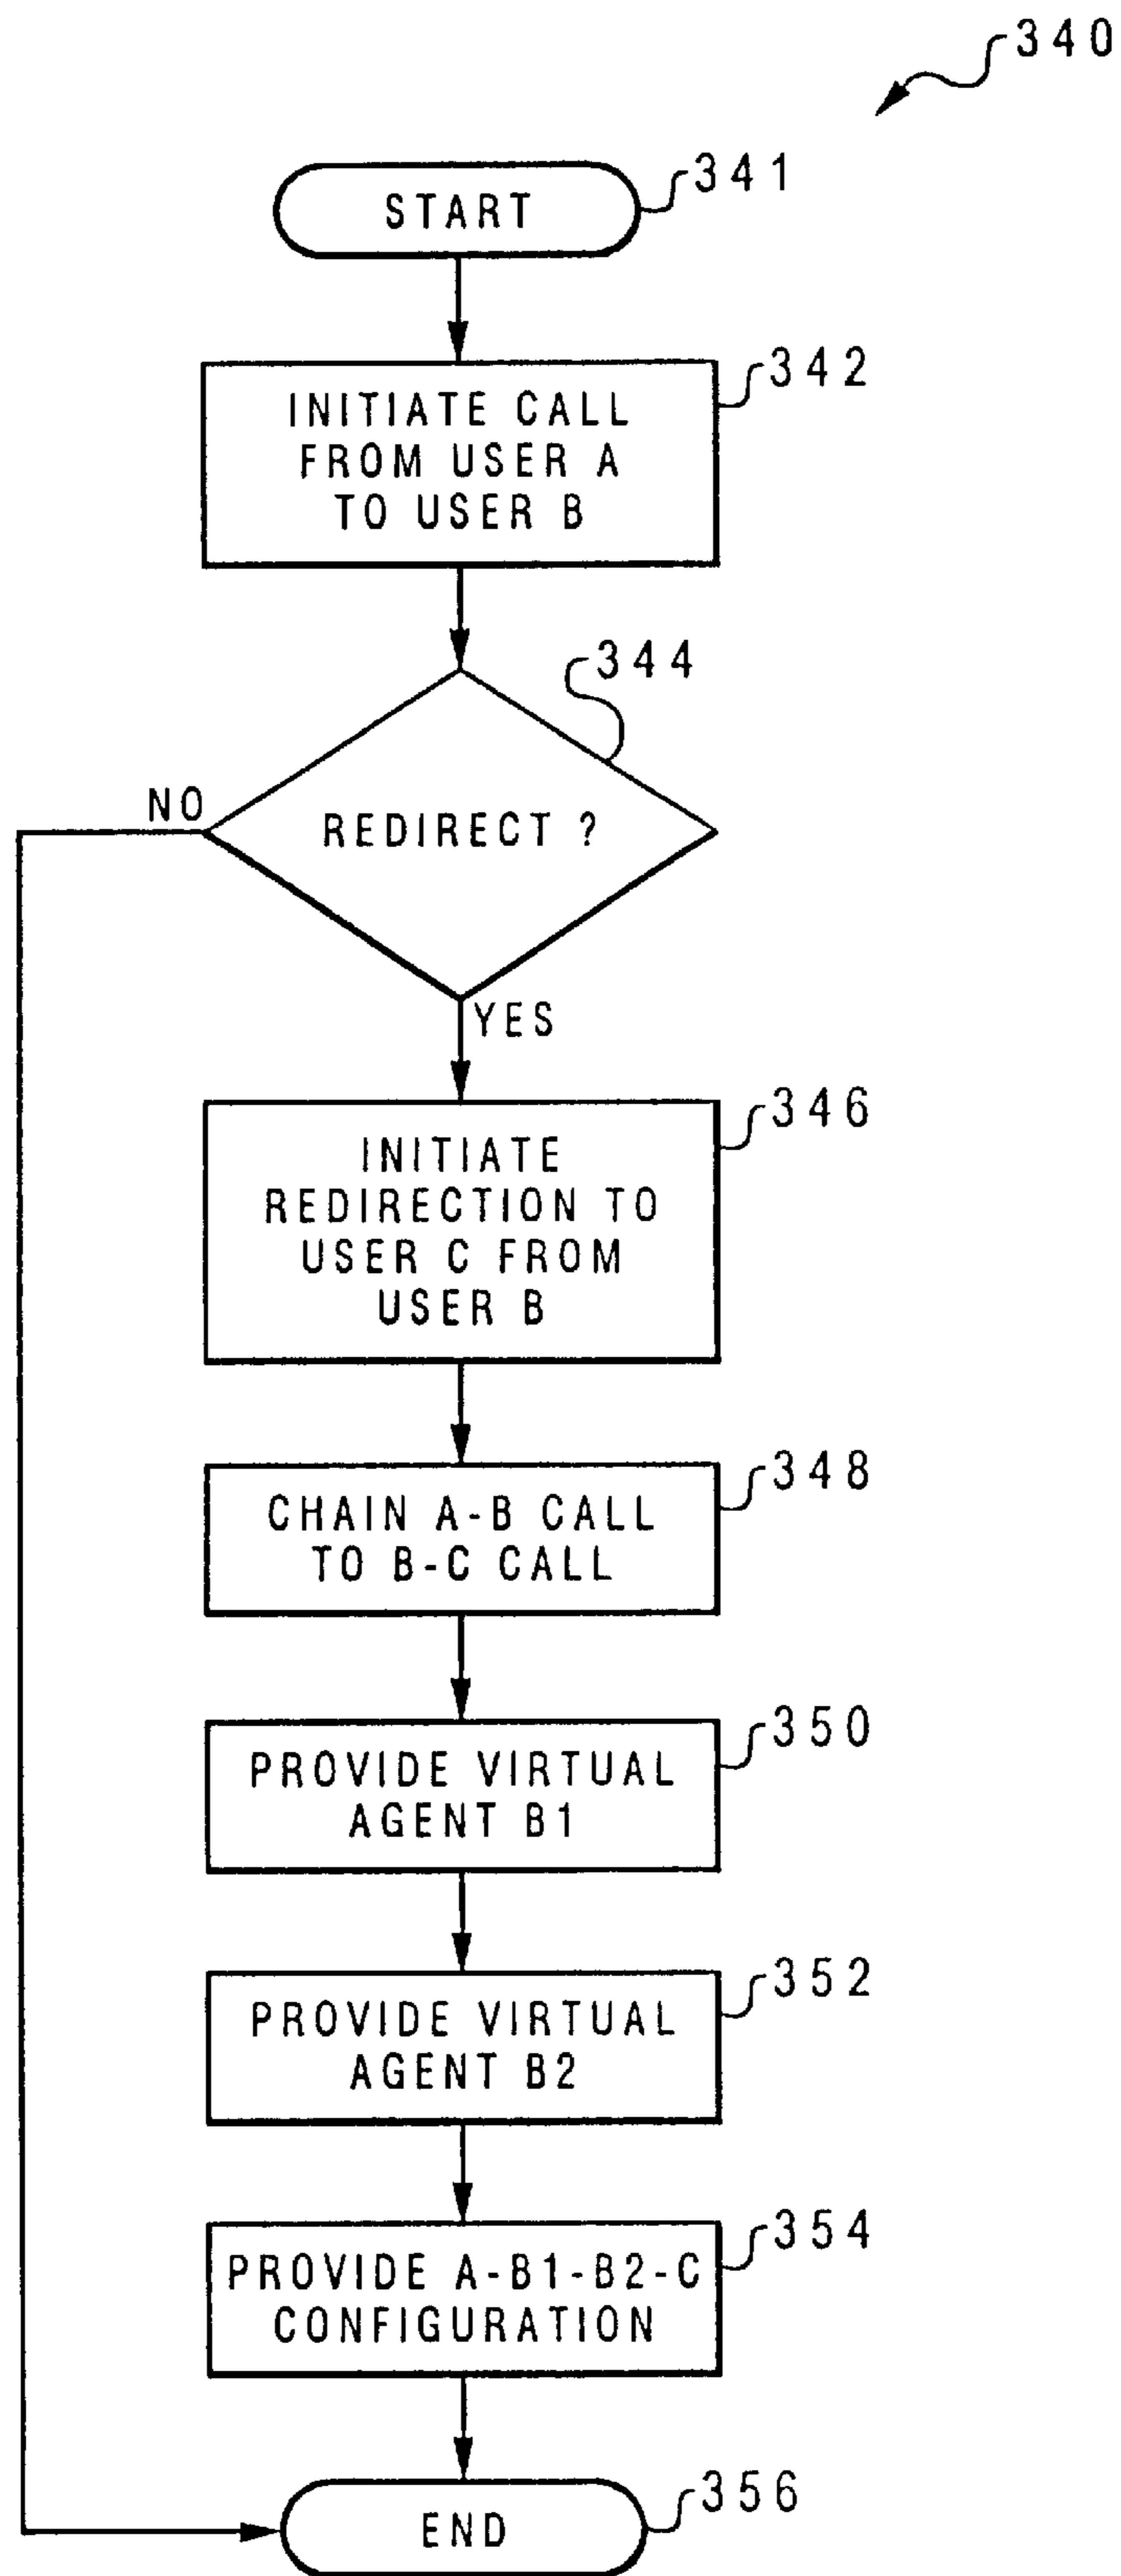 340
START
341
INITIATE CALL
FROM USER A
TO USER B
342
REDIRECT ?
344
NO
YES
INITIATE
REDIRECTION TO
USER C FROM
USER B
346
CHAIN A-B CALL
TO B-C CALL
348
PROVIDE VIRTUAL
AGENT B1
350
PROVIDE VIRTUAL
AGENT B2
352
PROVIDE A-B1-B2-C
CONFIGURATION
354
END
356